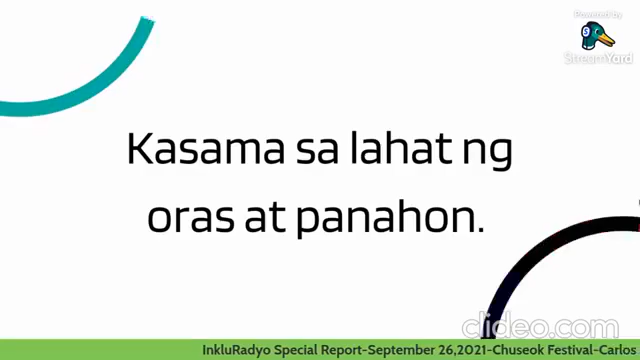 Powered by
StreamYard
Kasama sa lahat ng
oras at panahon.
clideo.com
InkluRadyo Special Report-September 26,2021-Chuseok Festival-Carlos